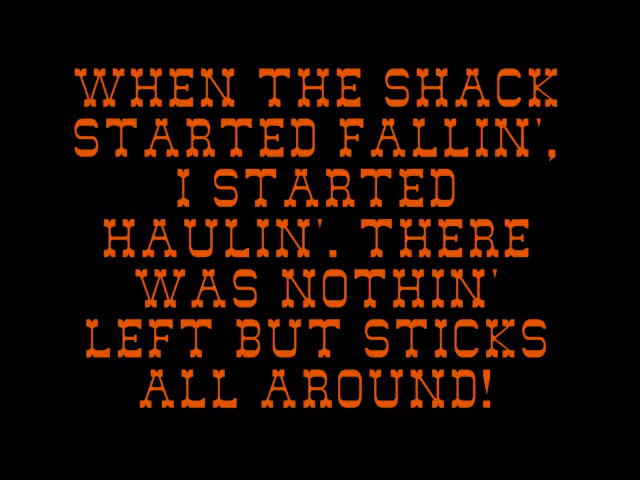 WHEN THE SHACK
STARTED FALLIN',
I STARTED
HAULIN'. THERE
WAS NOTHIN'
LEFT BUT STICKS
ALL AROUND!